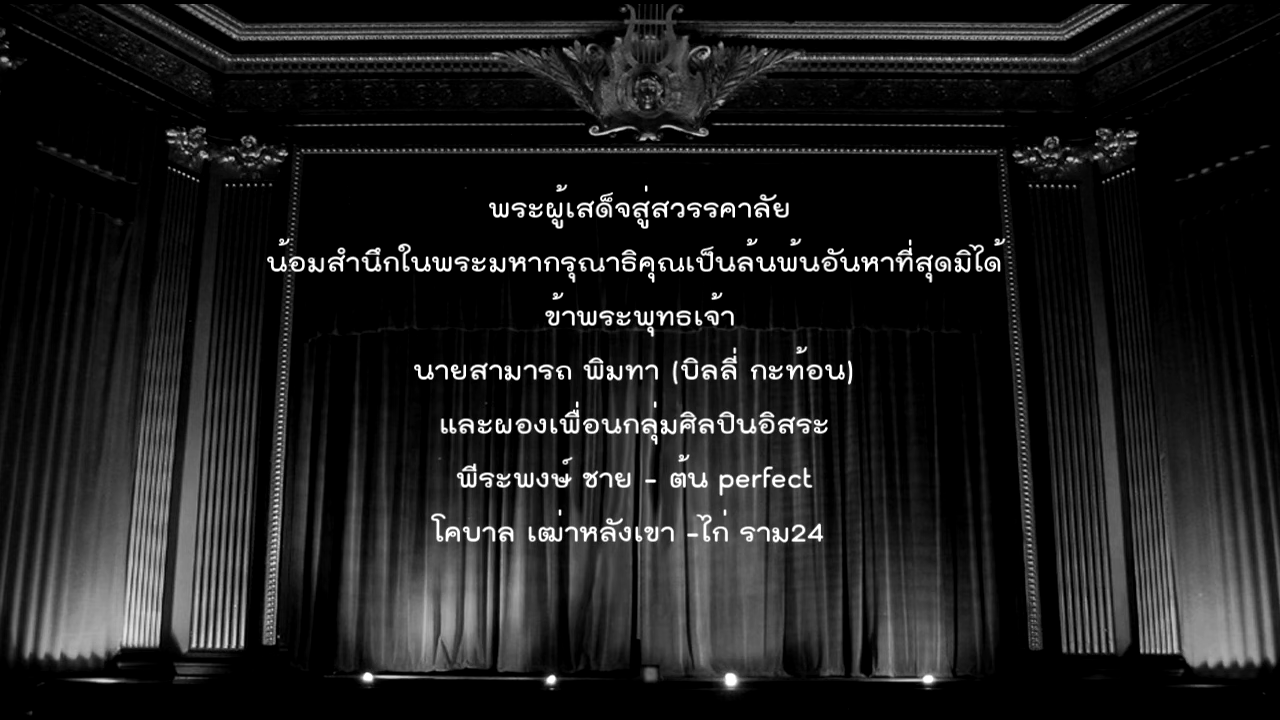 พระผู้เสด็จสู่สวรรคาลัย
น้อมสำนึกในพระมหากรุณาธิคุณเป็นล้นพ้นอันหาที่สุดมิได้
ข้าพระพุทธเจ้า
นายสามารถ พิมทา (บิลลี่ กะท้อน)
และผองเพื่อนกลุ่มศิลปินอิสระ
พีระพงษ์ ชาย - ต้น perfect
โคบาล เฒ่าหลังเขา -ไก่ ราม24